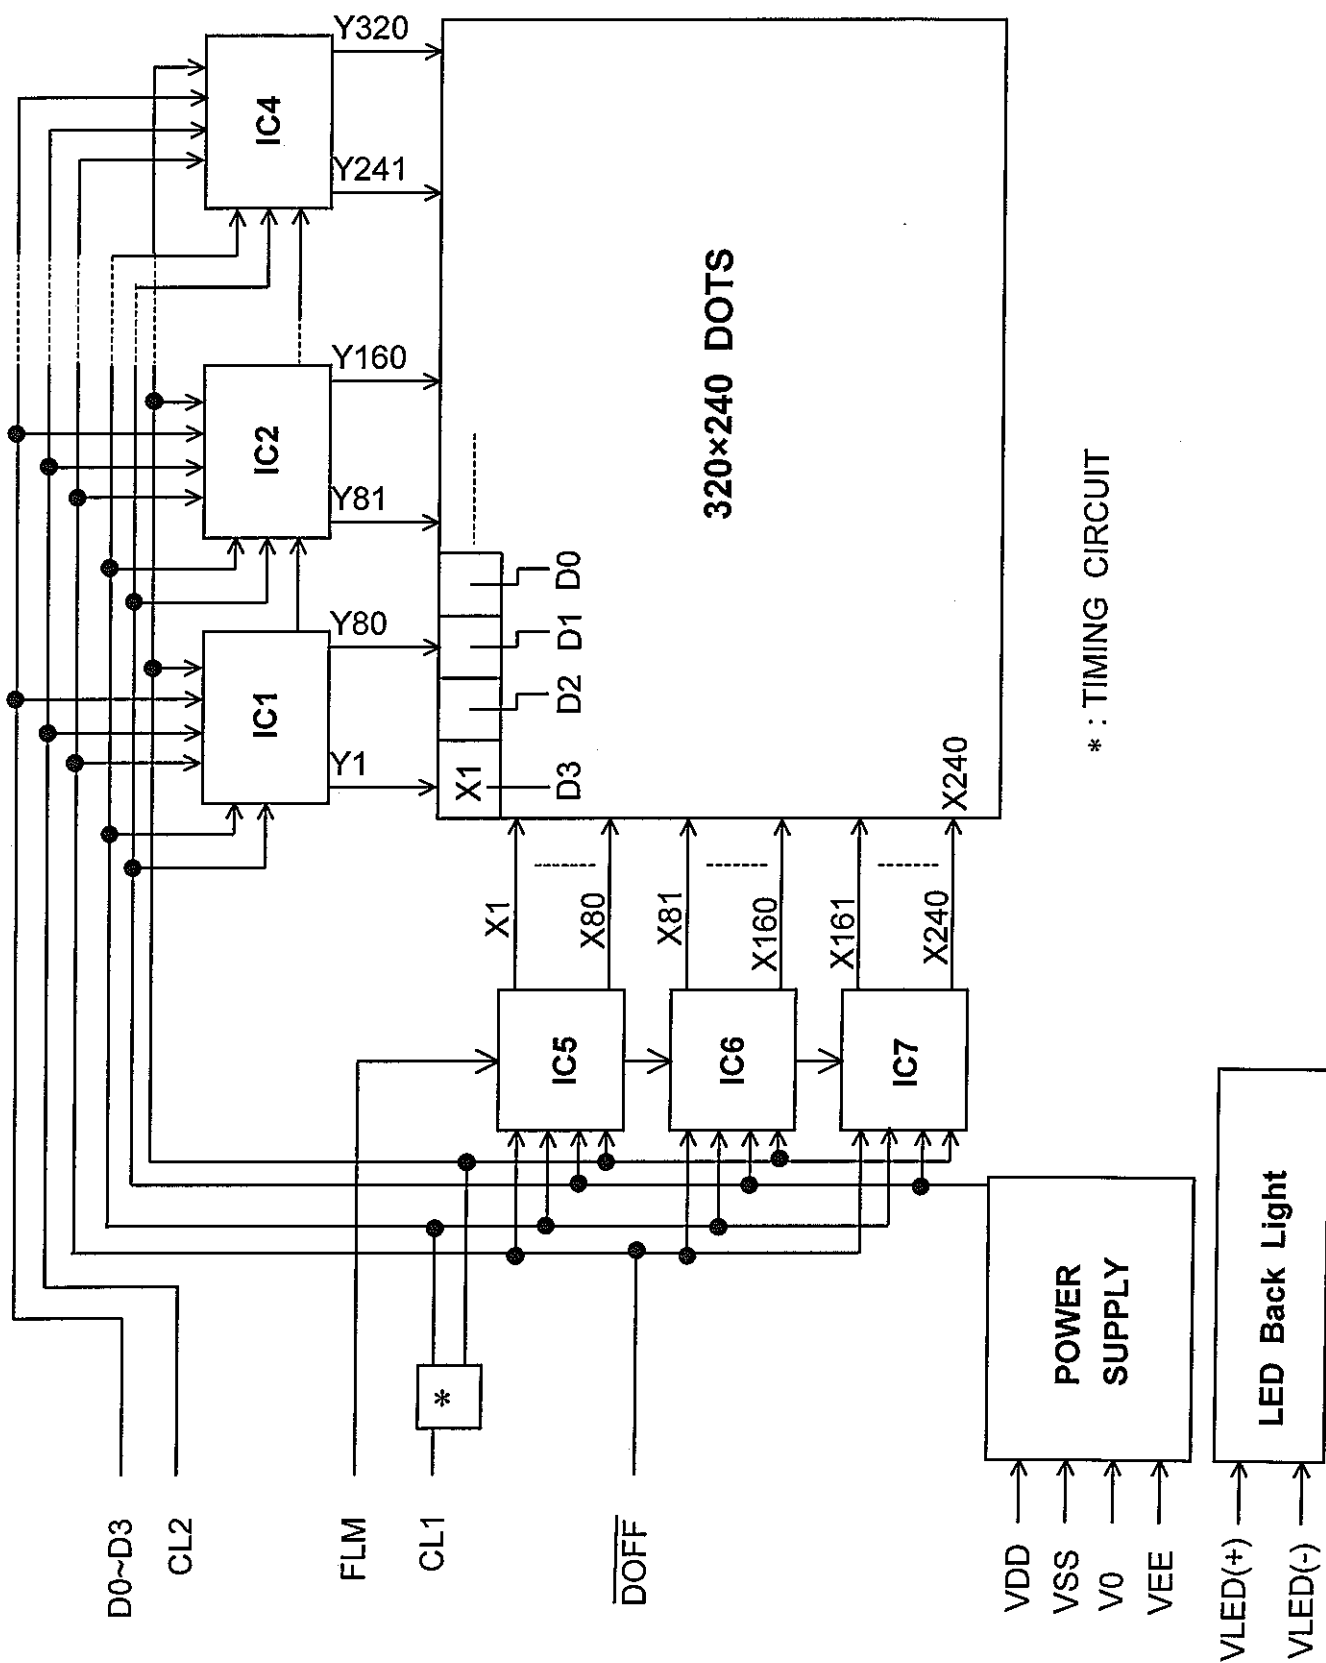 D0~D3
CL2
FLM
CL1
DOFF
VDD
VSS
V0
VEE
VLED(+)
VLED(-)
*
POWER
SUPPLY
LED Back Light
IC5
IC6
IC7
X1
X80
X81
X160
X161
X240
IC1
IC2
IC4
Y1
Y80
Y81
Y160
Y241
Y320
X1
D3
D2
D1
D0
320×240 DOTS
X240
* : TIMING CIRCUIT